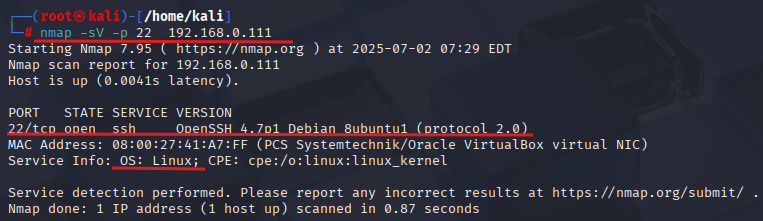 ┌──(root㉿kali)-[/home/kali]
└─# nmap -sV -p 22  192.168.0.111
Starting Nmap 7.95 ( https://nmap.org ) at 2025-07-02 07:29 EDT
Nmap scan report for 192.168.0.111
Host is up (0.0041s latency).
PORT   STATE SERVICE VERSION
22/tcp open  ssh     OpenSSH 4.7p1 Debian 8ubuntu1 (protocol 2.0)
MAC Address: 08:00:27:41:A7:FF (PCS Systemtechnik/Oracle VirtualBox virtual NIC)
Service Info: OS: Linux; CPE: cpe:/o:linux:linux_kernel
Service detection performed. Please report any incorrect results at https://nmap.org/submit/ .
Nmap done: 1 IP address (1 host up) scanned in 0.87 seconds